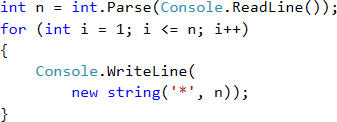 int n = int.Parse(Console.ReadLine());
for (int i = 1; i <= n; i++)
{
    Console.WriteLine(
        new string('*', n));
}